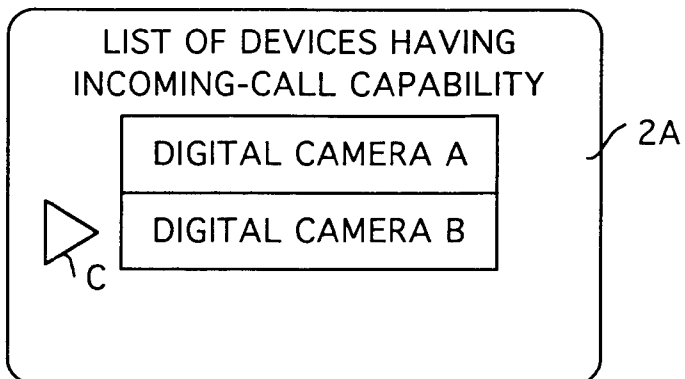 LIST OF DEVICES HAVING
INCOMING-CALL CAPABILITY
DIGITAL CAMERA A
2A
DIGITAL CAMERA B
C